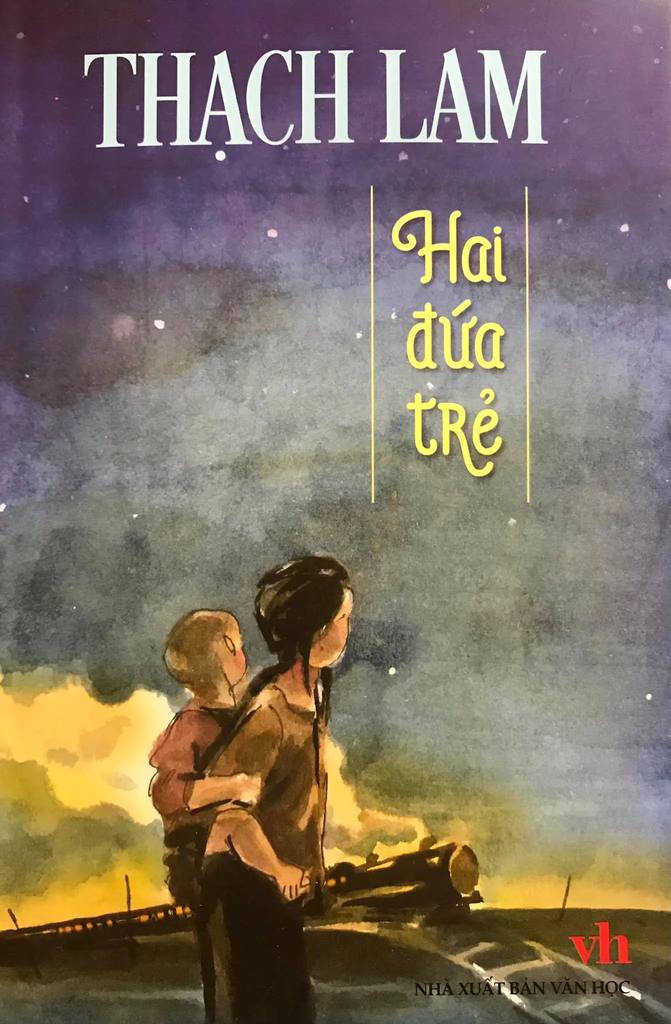 THẠCH LAM
Hai
đứa
tRẻ
vh
NHÀ XUẤT BẢN VĂN HỌC